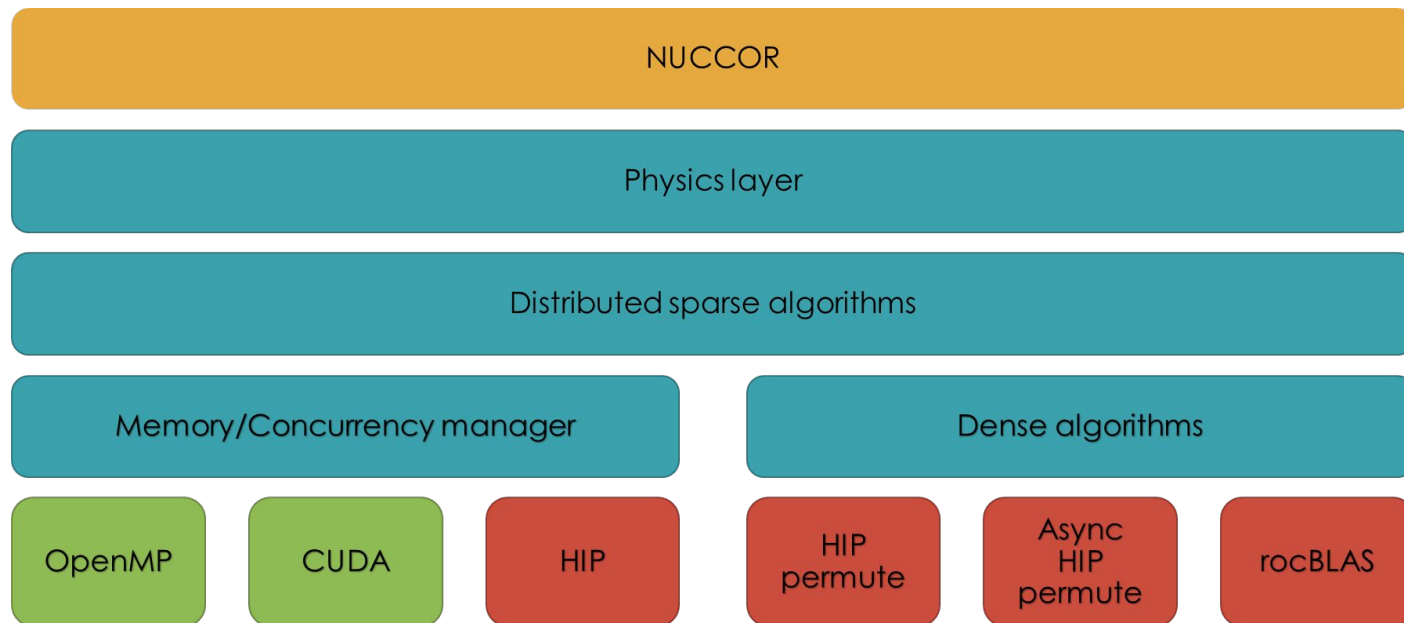 NUCCOR
Physics layer
Distributed sparse algorithms
Memory/Concurrency manager
Dense algorithms
OpenMP
CUDA
HIP
HIP
permute
Async
HIP
permute
rocBLAS